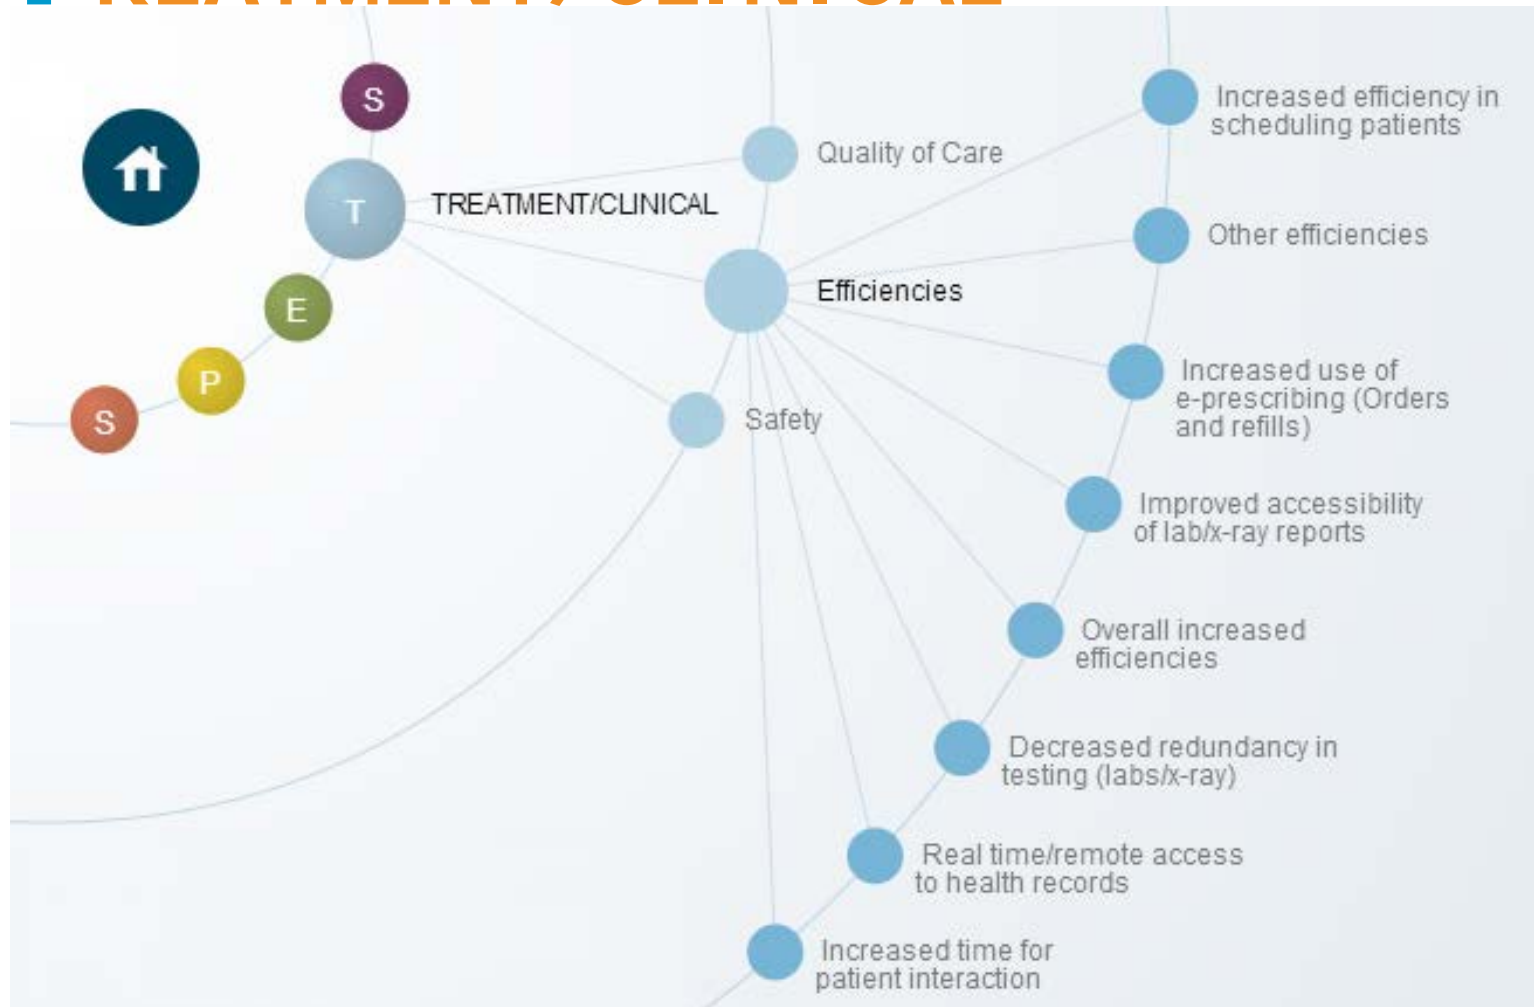 TREATMENT/CLINICAL
S
T
E
P
S
TREATMENT/CLINICAL
Quality of Care
Efficiencies
Safety
Increased efficiency in
scheduling patients
Other efficiencies
Increased use of
e-prescribing (Orders
and refills)
Improved accessibility
of lab/x-ray reports
Overall increased
efficiencies
Decreased redundancy in
testing (labs/x-ray)
Real time/remote access
to health records
Increased time for
patient interaction